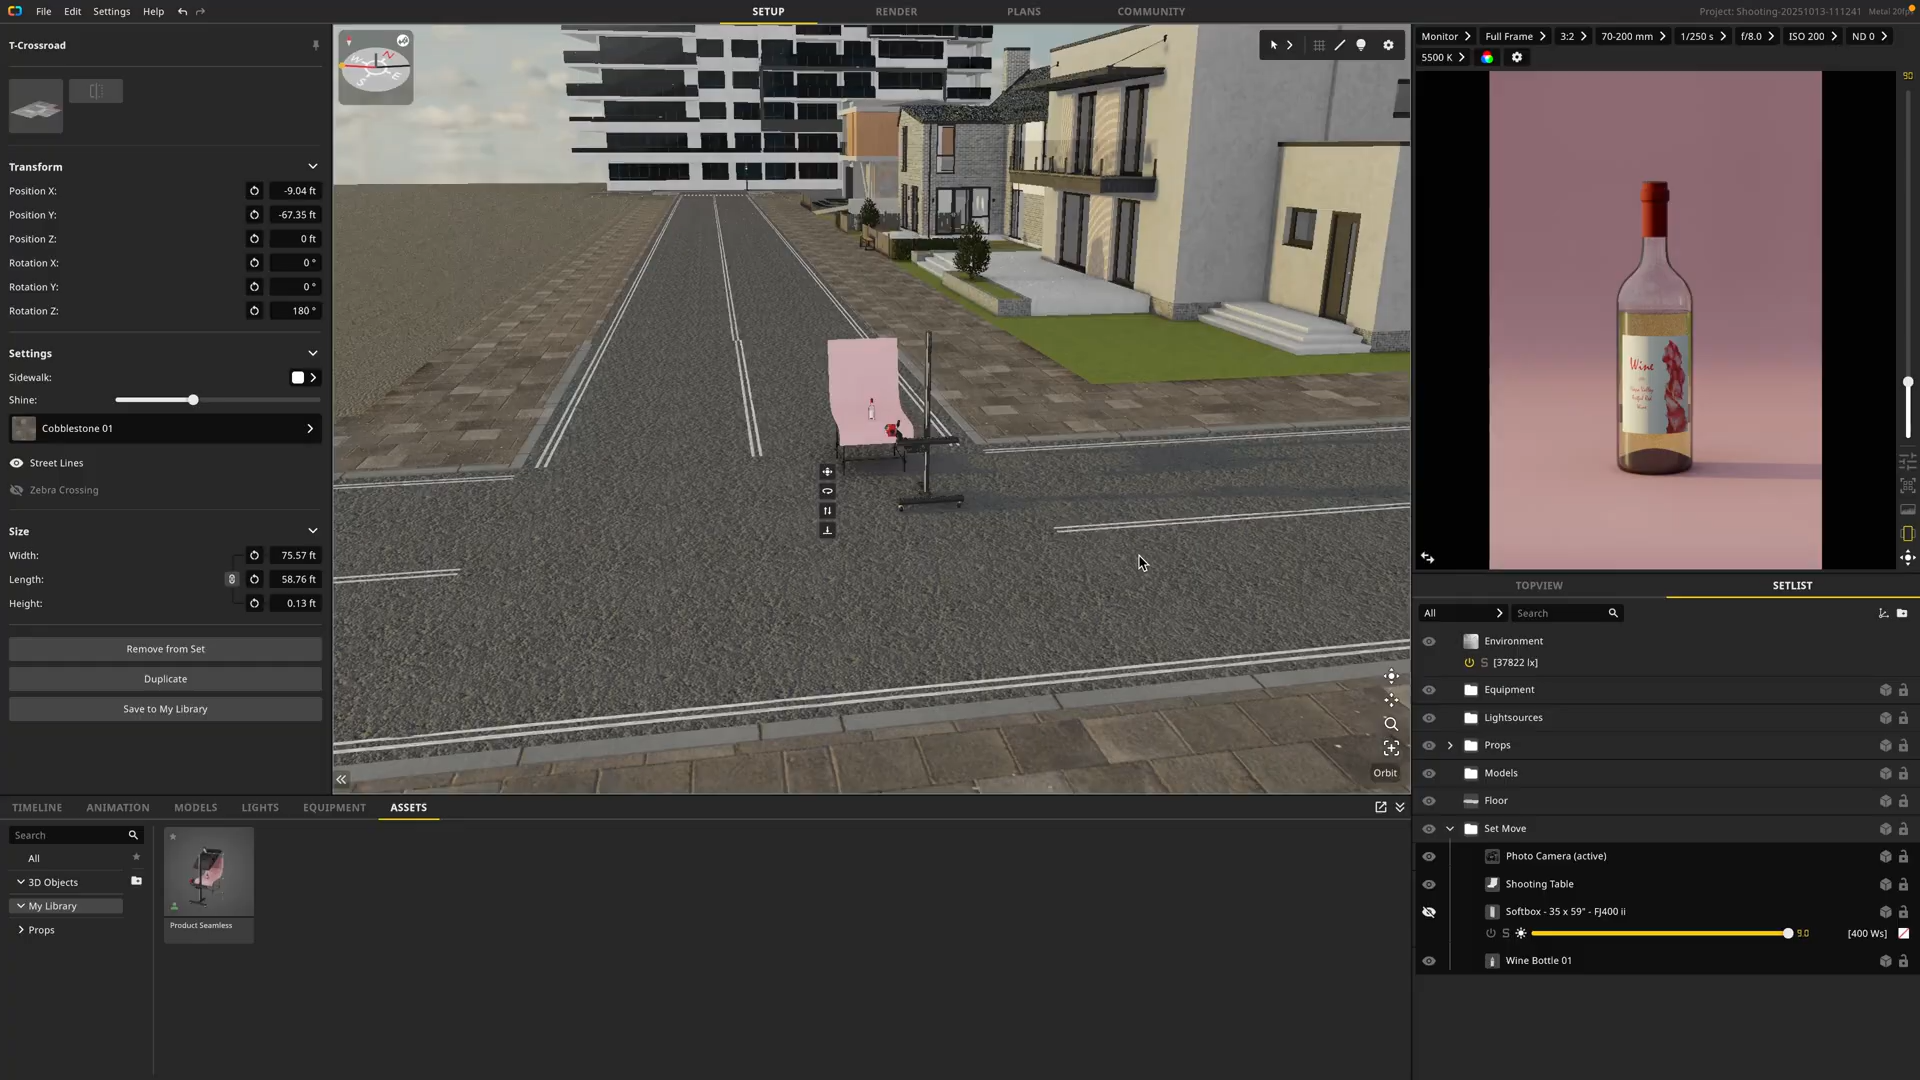 File Edit Settings Help
SETUP RENDER PLANS COMMUNITY
Project: Shooting-20251013-111241 Metal 20fps
T-Crossroad
Transform
Position X: -9.04 ft
Position Y: -67.35 ft
Position Z: 0 ft
Rotation X: 0 °
Rotation Y: 0 °
Rotation Z: 180 °
Settings
Sidewalk:
Shine:
Cobblestone 01
Street Lines
Zebra Crossing
Size
Width: 75.57 ft
Length: 58.76 ft
Height: 0.13 ft
Remove from Set
Duplicate
Save to My Library
N
W
S
E
Orbit
Monitor Full Frame 3:2 70-200 mm 1/250 s f/8.0 ISO 200 ND 0
5500 K
90
Wine
TOPVIEW SETLIST
All Search
Environment
S [37822 lx]
Equipment
Lightsources
Props
Models
Floor
Set Move
Photo Camera (active)
Shooting Table
Softbox - 35 x 59" - FJ400 ii
S 9.0 [400 Ws]
Wine Bottle 01
TIMELINE ANIMATION MODELS LIGHTS EQUIPMENT ASSETS
Search
All
3D Objects
My Library
Props
Product Seamless